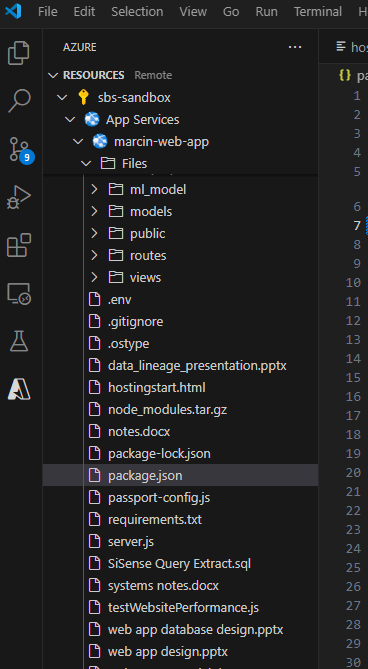 File Edit Selection View Go Run Terminal
AZURE
RESOURCES Remote
sbs-sandbox
App Services
marcin-web-app
Files
ml_model
models
public
routes
views
.env
.gitignore
.ostype
data_lineage_presentation.pptx
hostingstart.html
node_modules.tar.gz
notes.docx
package-lock.json
package.json
passport-config.js
requirements.txt
server.js
SiSense Query Extract.sql
systems notes.docx
testWebsitePerformance.js
web app database design.pptx
web app design.pptx
9
hos
{} pa
1
2
3
4
5
6
7
8
9
10
11
12
13
14
15
16
17
18
19
20
21
22
23
24
25
26
27
28
29
30